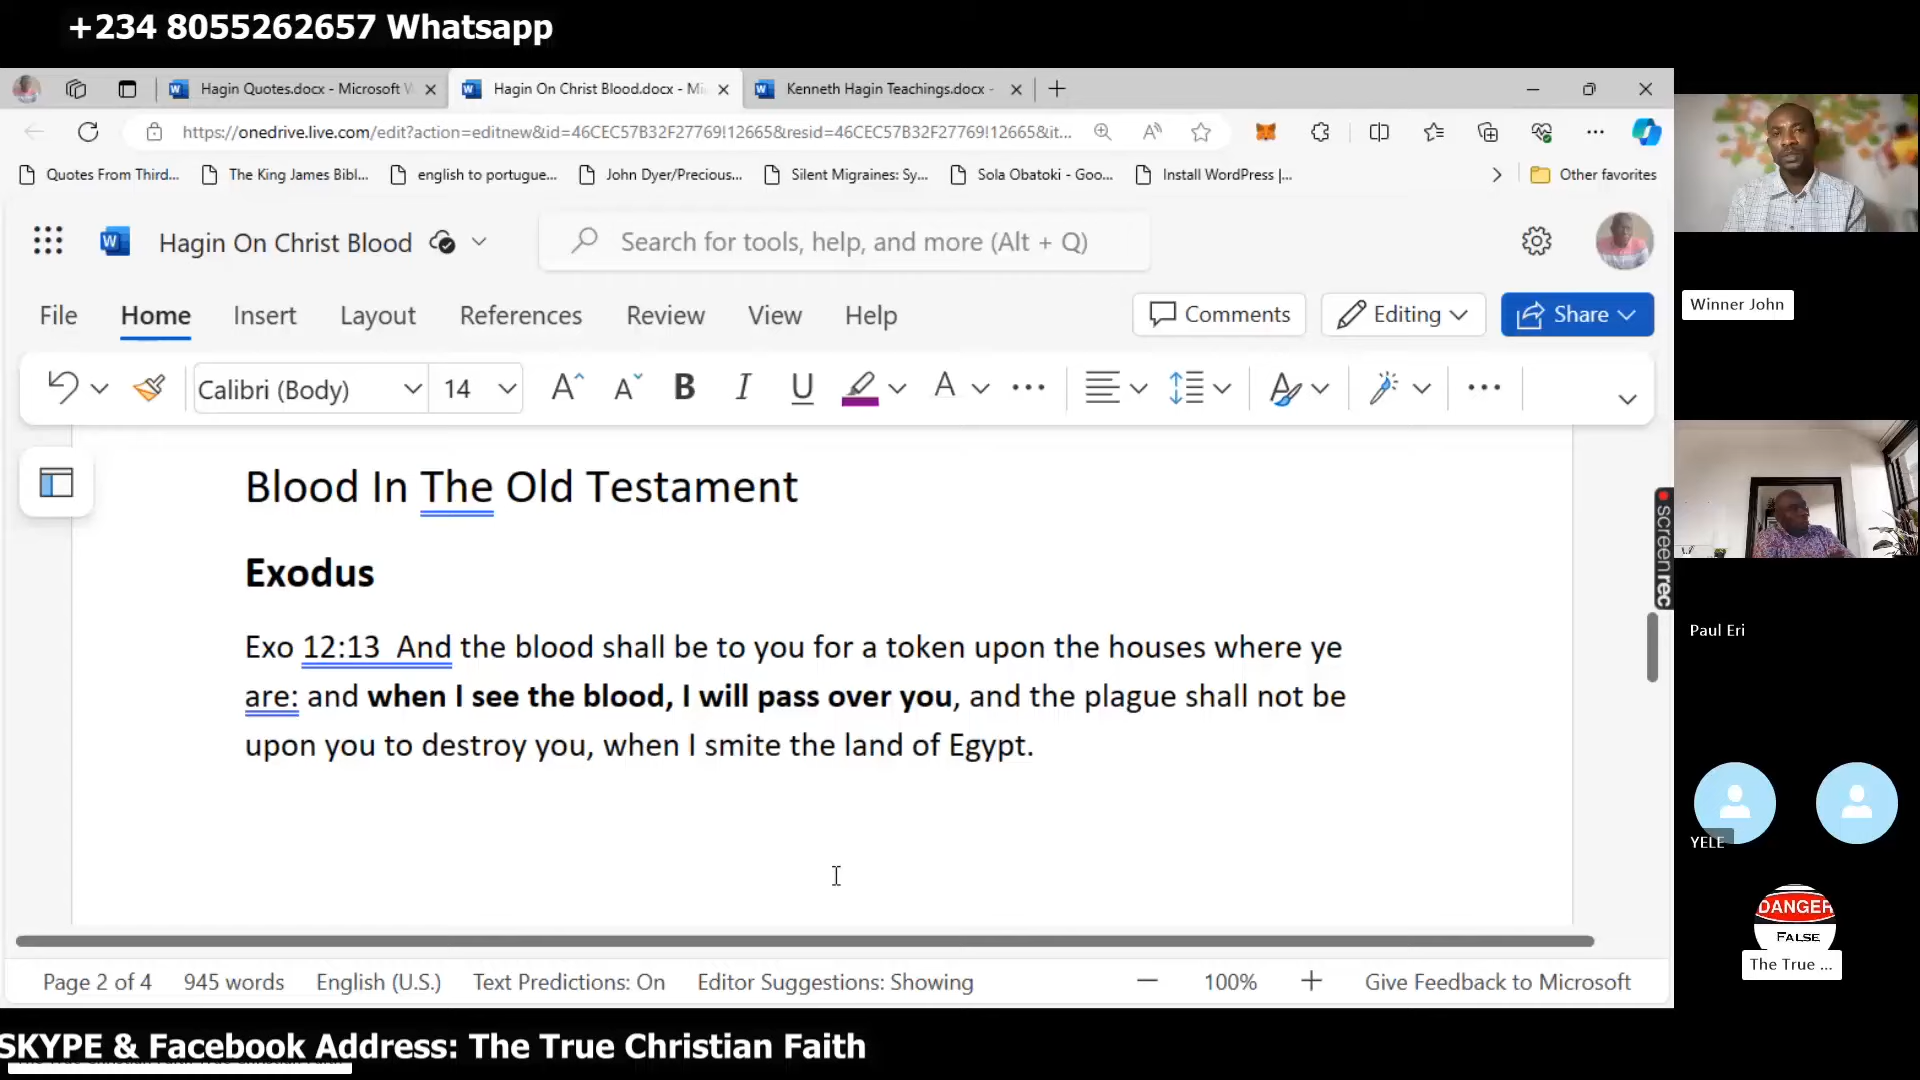 +234 8055262657 Whatsapp
Hagin Quotes.docx - Microsoft W
Hagin On Christ Blood.docx - Mi
Kenneth Hagin Teachings.docx -
https://onedrive.live.com/edit?action=editnew&id=46CEC57B32F27769!12665&resid=46CEC57B32F27769!12665&it...
Quotes From Third...
The King James Bibl...
english to portugue...
John Dyer/Precious...
Silent Migraines: Sy...
Sola Obatoki - Goo...
Install WordPress |...
Other favorites
Hagin On Christ Blood
Search for tools, help, and more (Alt + Q)
File Home Insert Layout References Review View Help
Comments Editing Share
Calibri (Body) 14
Winner John
Blood In The Old Testament
Exodus
Exo 12:13  And the blood shall be to you for a token upon the houses where ye
are: and when I see the blood, I will pass over you, and the plague shall not be
upon you to destroy you, when I smite the land of Egypt.
screenrec
Paul Eri
YELE
DANGER
FALSE
The True ...
Page 2 of 4 945 words English (U.S.) Text Predictions: On Editor Suggestions: Showing 100% Give Feedback to Microsoft
SKYPE & Facebook Address: The True Christian Faith